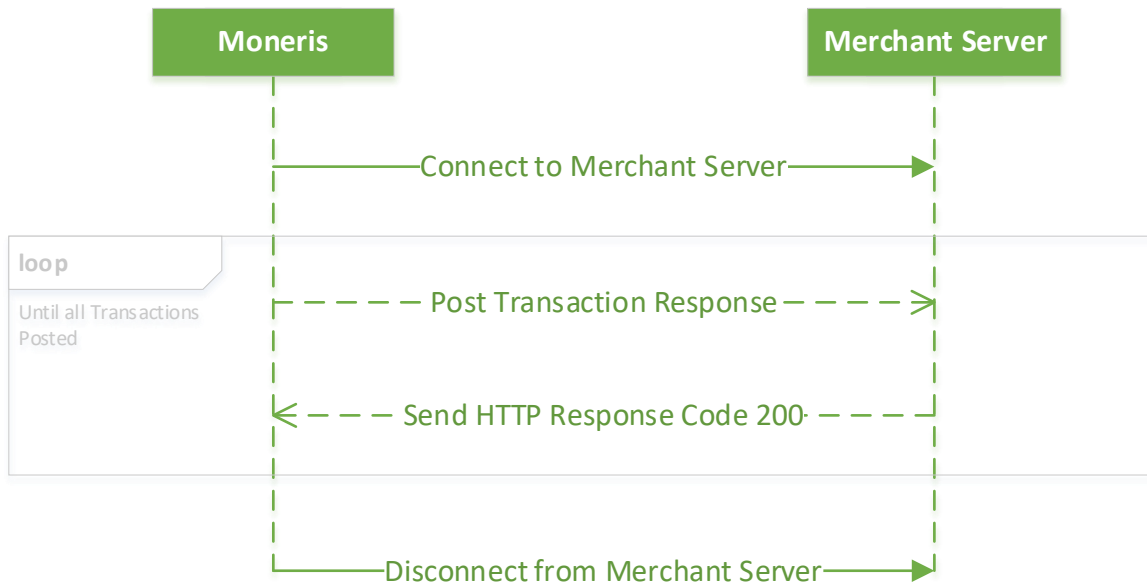 Moneris
Merchant Server
Connect to Merchant Server
loop
Until all Transactions
Posted
Post Transaction Response
Send HTTP Response Code 200
Disconnect from Merchant Server